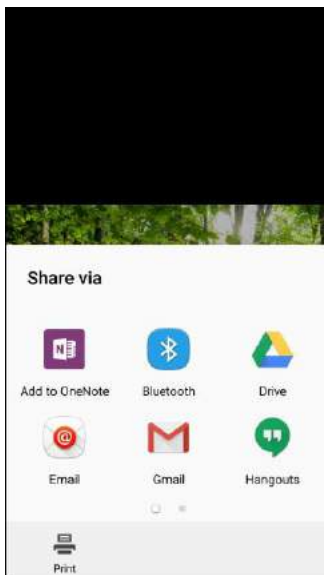 Share via
Add to OneNote Bluetooth Drive
Email Gmail Hangouts
Print